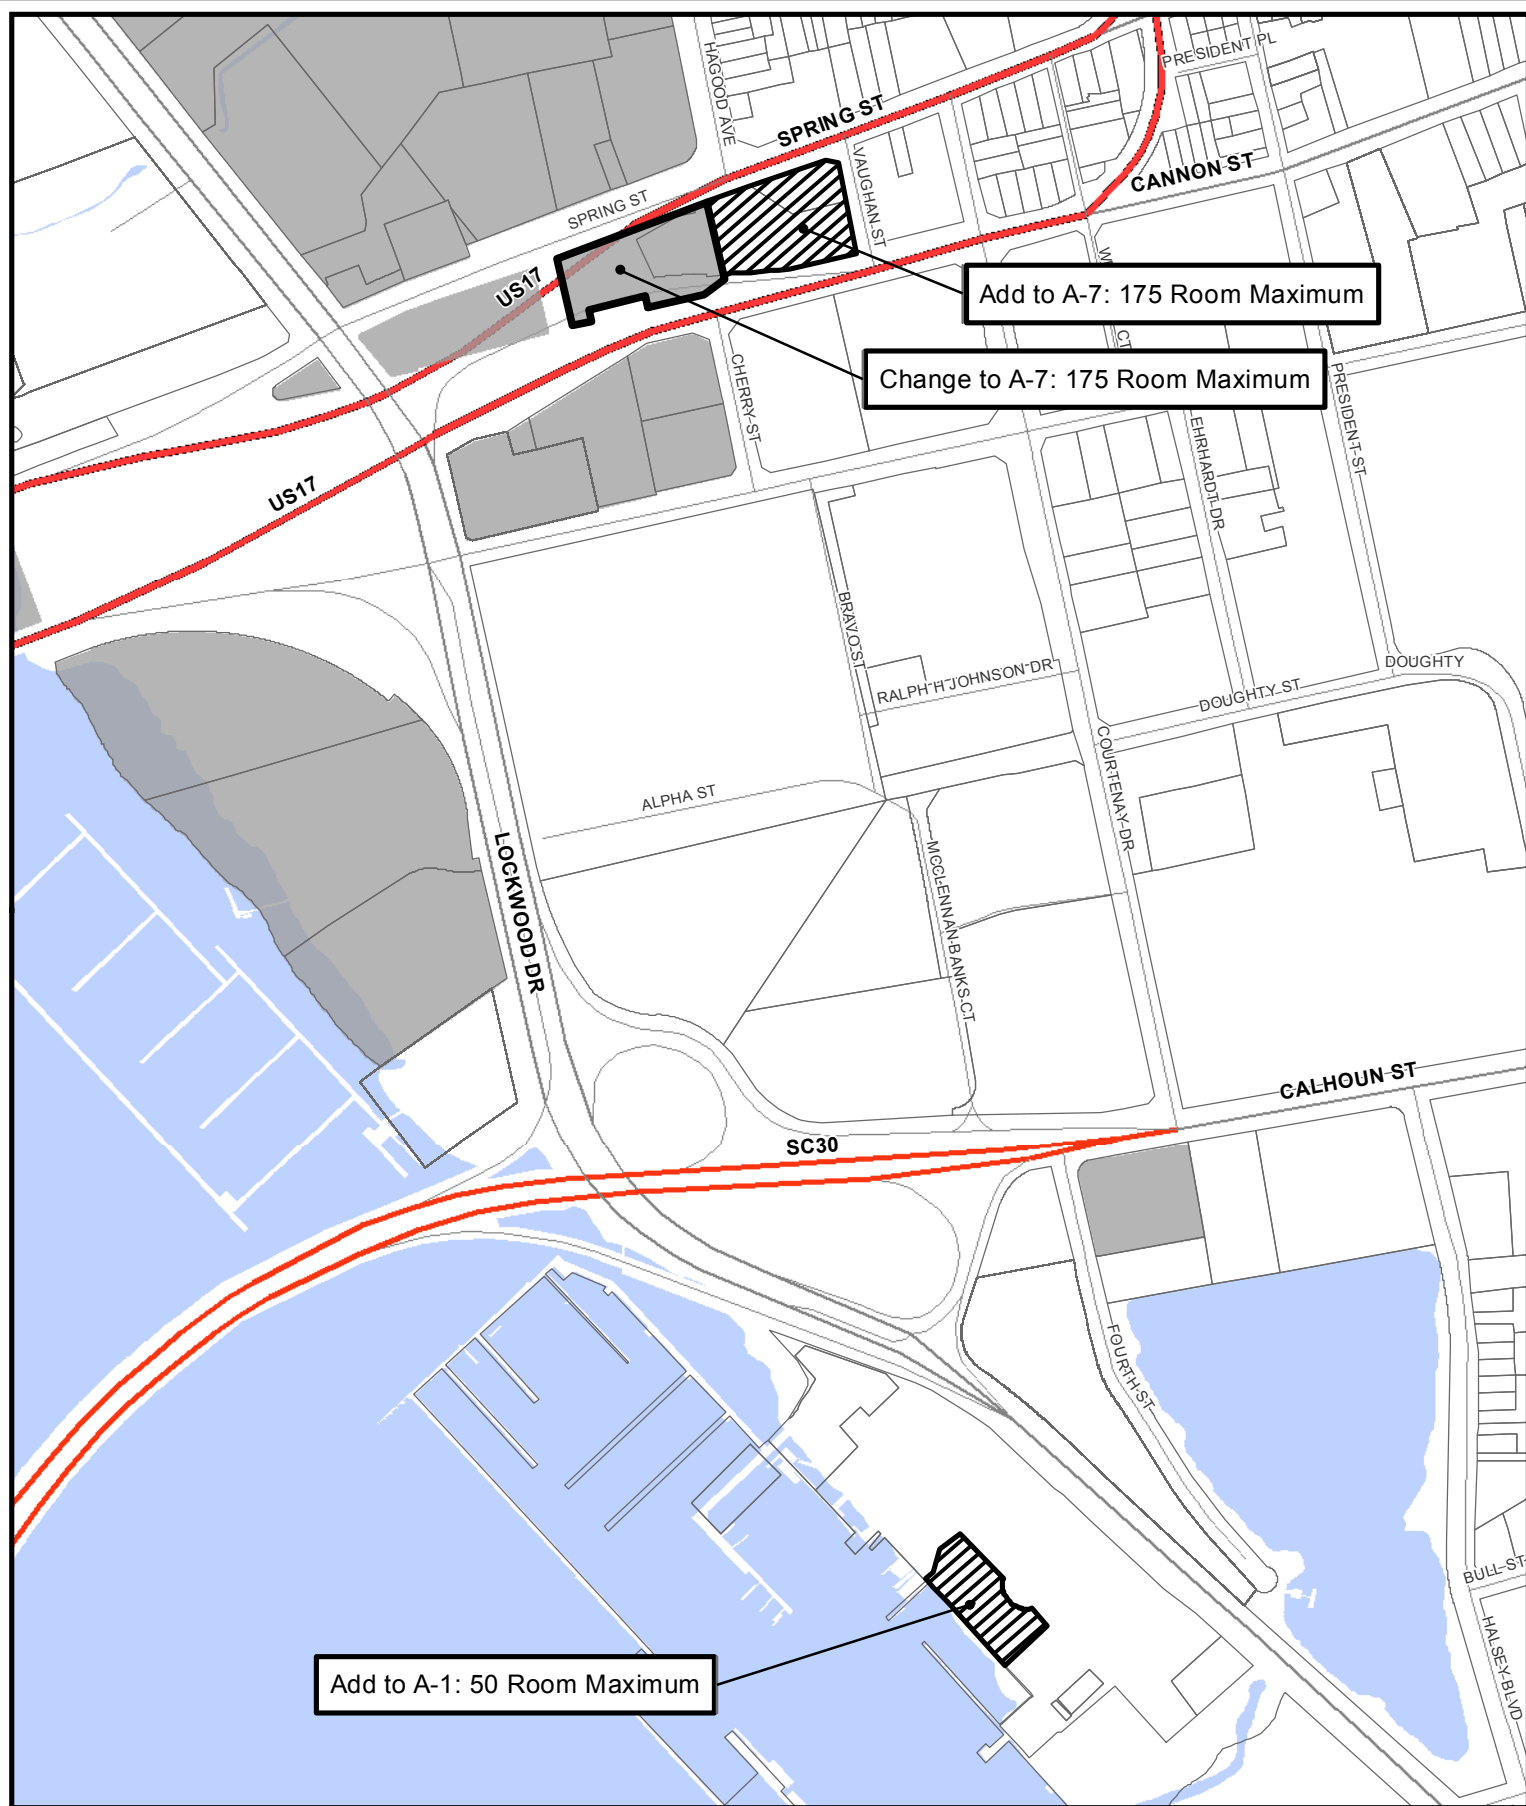 HAGOOD AVE
PRESIDENT PL
SPRING ST
VAUGHAN ST
CANNON ST
SPRING ST
US17
Add to A-7: 175 Room Maximum
CT
CHERRY ST
Change to A-7: 175 Room Maximum
PRESIDENT ST
EHRHARDT DR
US17
BRAVO ST
RALPH H JOHNSON DR
DOUGHTY
DOUGHTY ST
COURTENAY DR
ALPHA ST
LOCKWOOD DR
MCCLENNAN BANKS CT
CALHOUN ST
SC30
FOURTH ST
BULL ST
HALSEY BLVD
Add to A-1: 50 Room Maximum